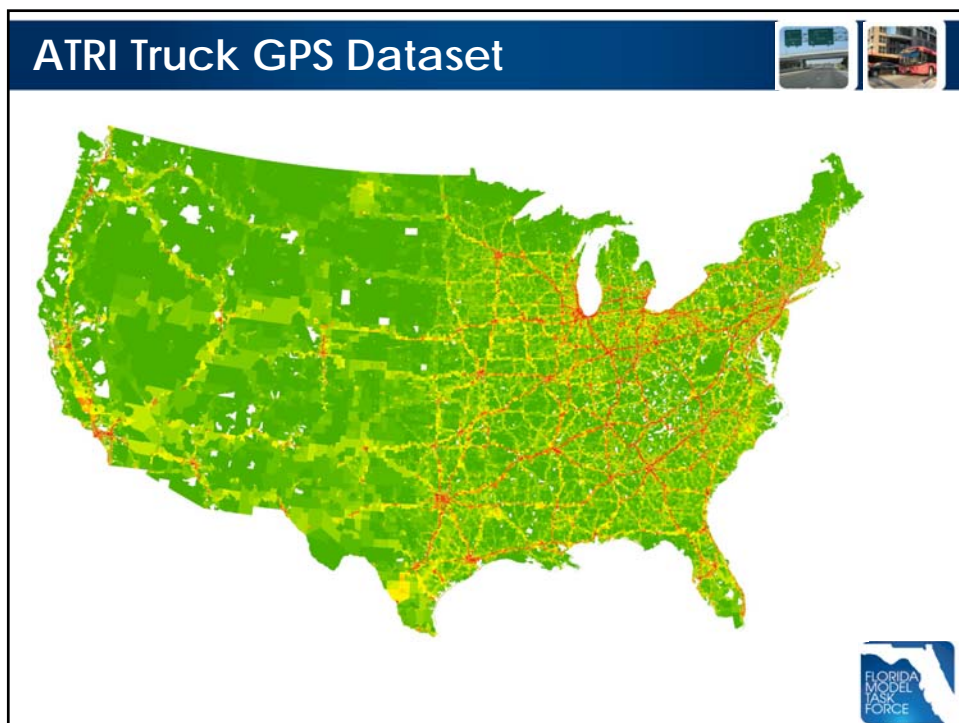 ATRI Truck GPS Dataset
FLORIDA
MODEL
TASK
FORCE